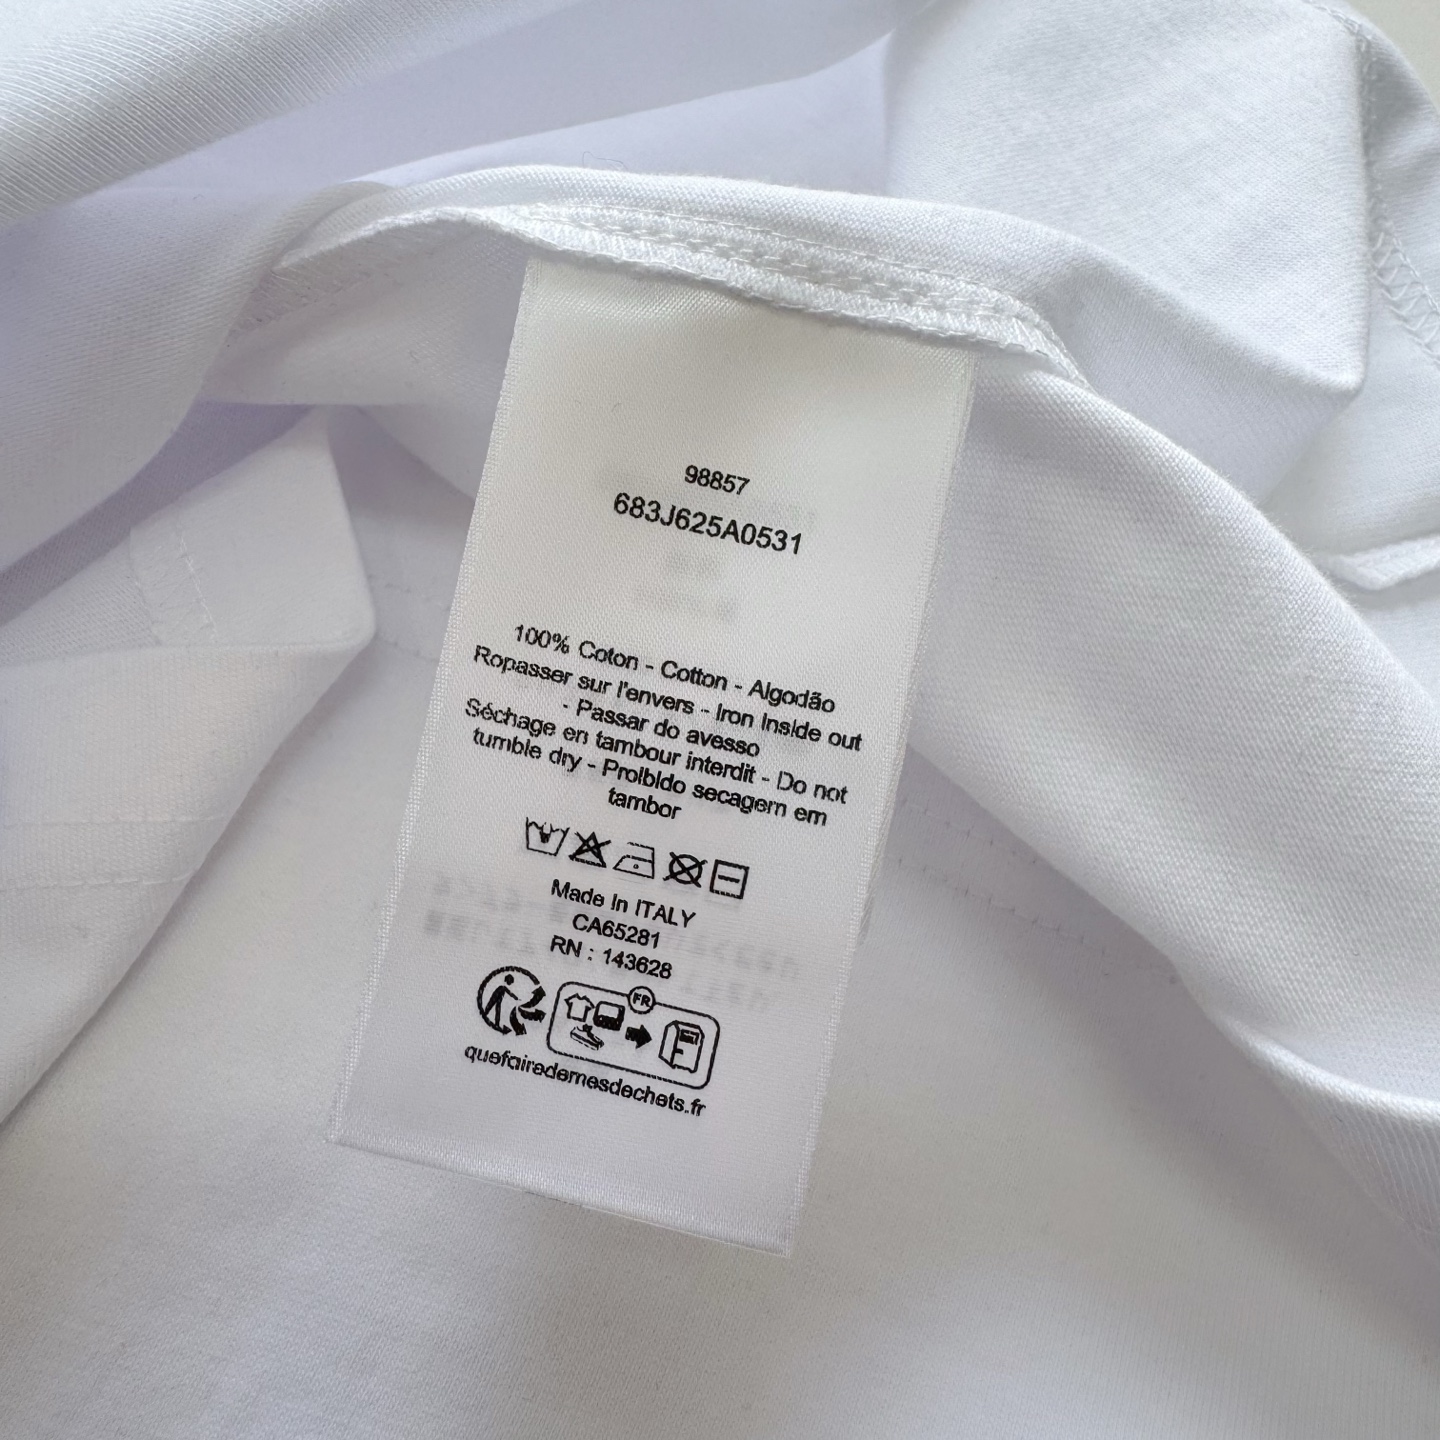 98857
683J625A0531
100% Coton - Cotton - Algodão
Ropasser sur l'envers - Iron Inside out
- Passar do avesso
Séchage en tambour interdit - Do not
tumble dry - Proibido secagem em
tambor
Made In ITALY
CA65281
RN : 143628
FR
quefairedemesdechets.fr